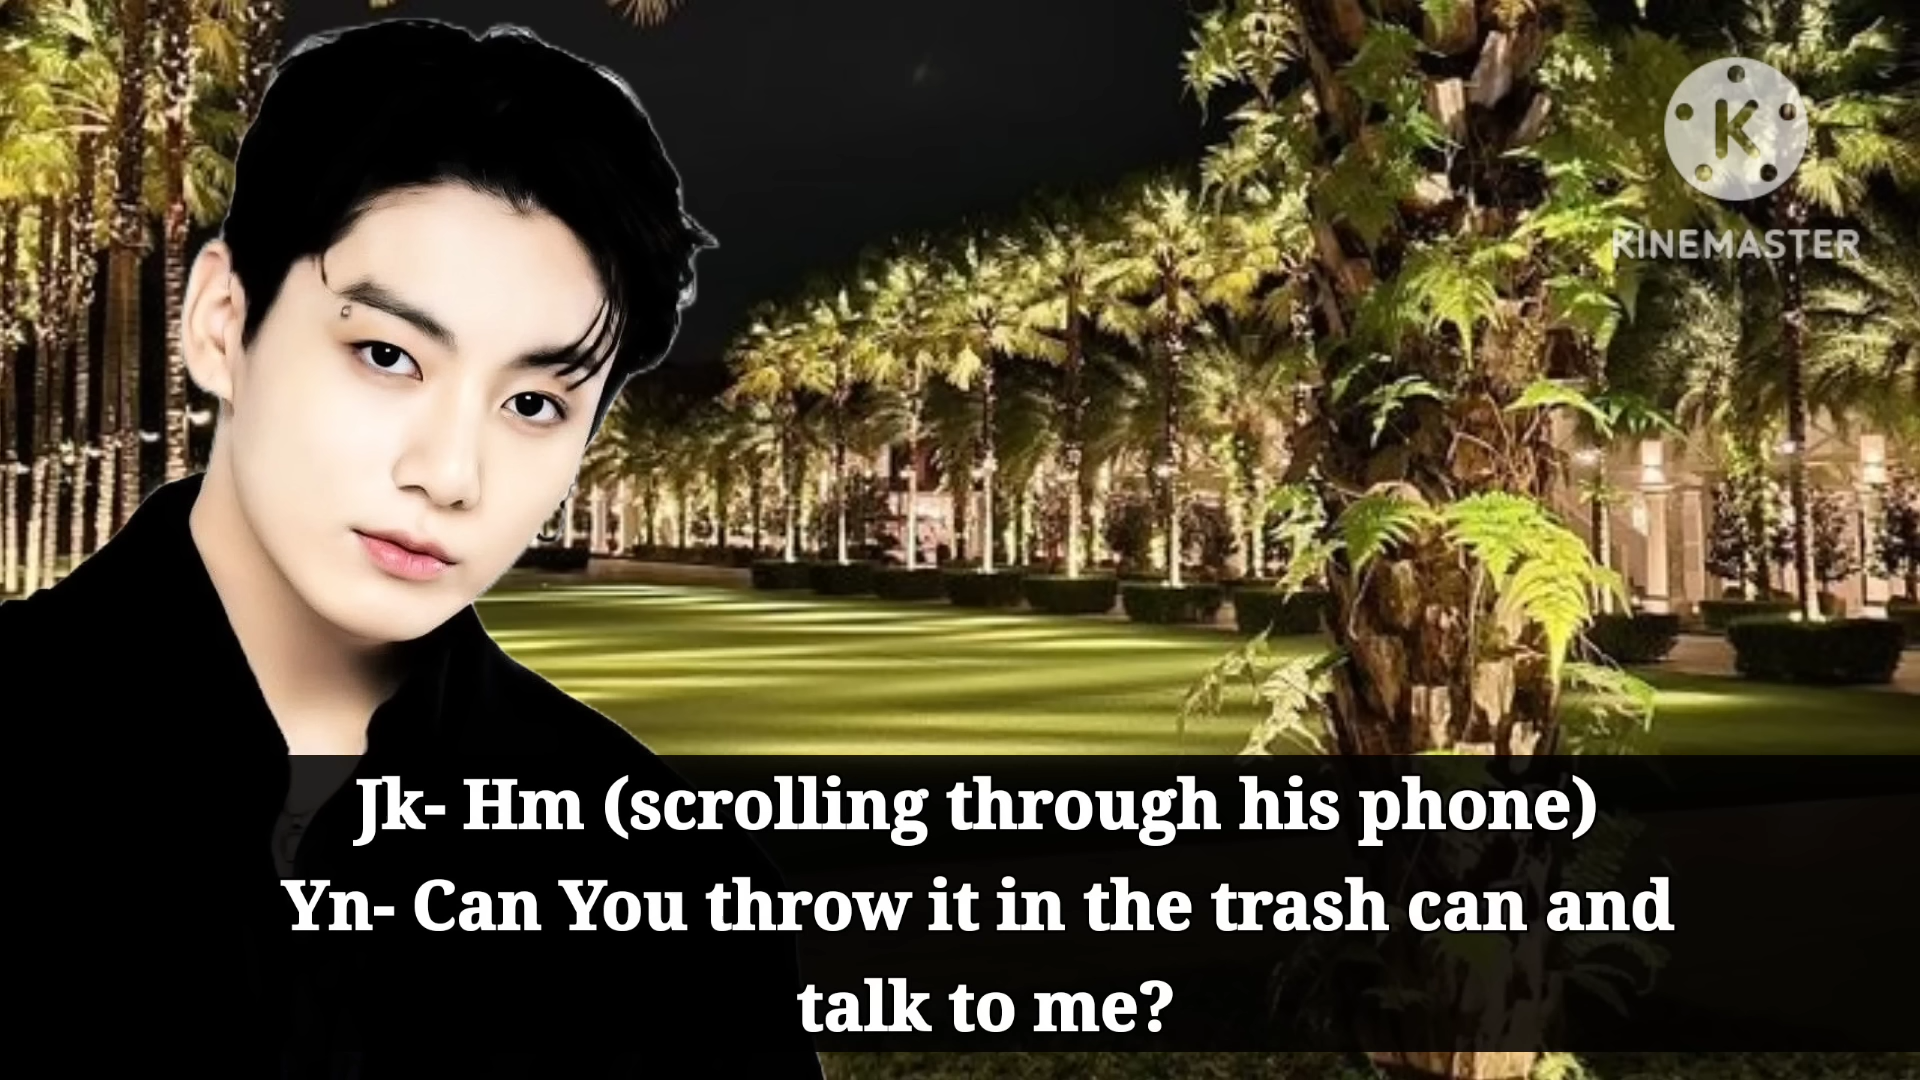 K
KINEMASTER
Jk- Hm (scrolling through his phone)
Yn- Can You throw it in the trash can and
talk to me?